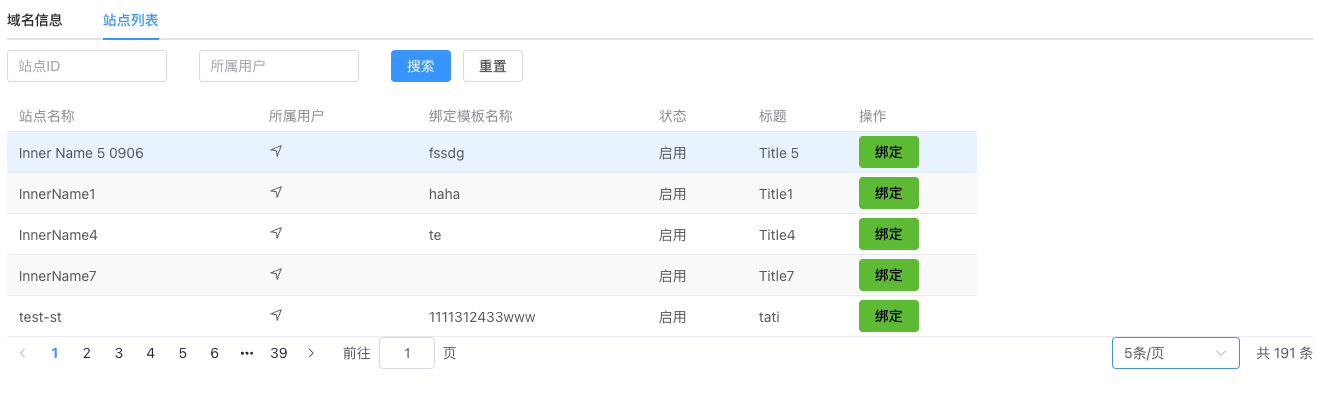 域名信息 站点列表
站点ID 所属用户 搜索 重置
站点名称 所属用户 绑定模板名称 状态 标题 操作
Inner Name 5 0906 fssdg 启用 Title 5 绑定
InnerName1 haha 启用 Title1 绑定
InnerName4 te 启用 Title4 绑定
InnerName7 启用 Title7 绑定
test-st 1111312433www 启用 tati 绑定
1 2 3 4 5 6 ••• 39 前往 1 页 5条/页 共 191 条